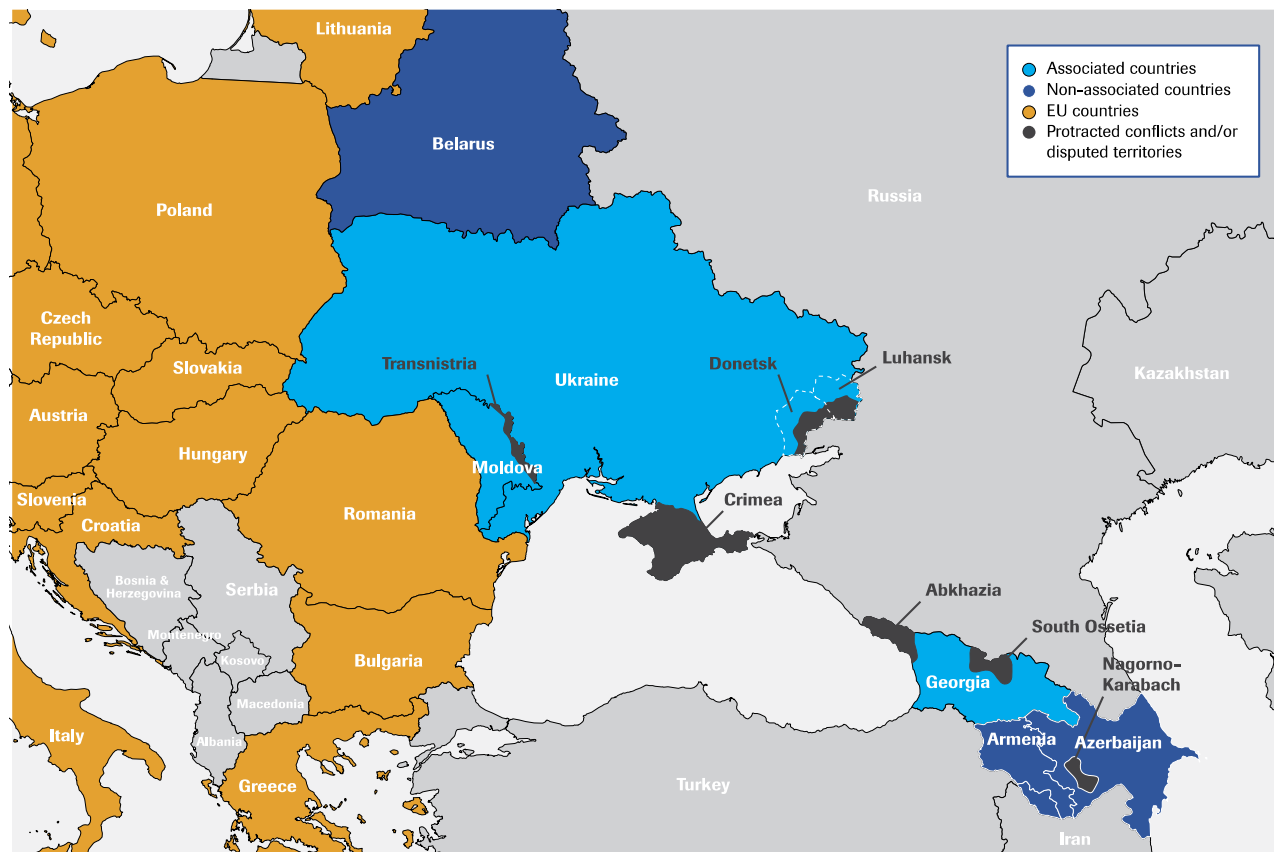 Lithuania
Associated countries
Non-associated countries
EU countries
Protracted conflicts and/or
disputed territories
Belarus
Russia
Poland
Czech
Republic
Slovakia
Transnistria
Ukraine
Donetsk
Luhansk
Kazakhstan
Austria
Hungary
Moldova
Slovenia
Croatia
Romania
Crimea
Bosnia &
Herzegovina
Serbia
Abkhazia
South Ossetia
Montenegro
Kosovo
Bulgaria
Georgia
Nagorno-
Karabach
Macedonia
Italy
Albania
Armenia
Azerbaijan
Greece
Turkey
Iran